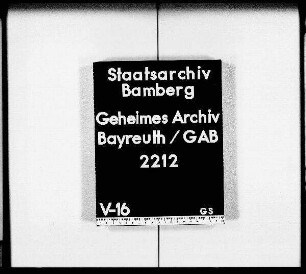 Staatsarchiv
Bamberg
Geheimes Archiv
Bayreuth / GAB
2212
V-16 GS